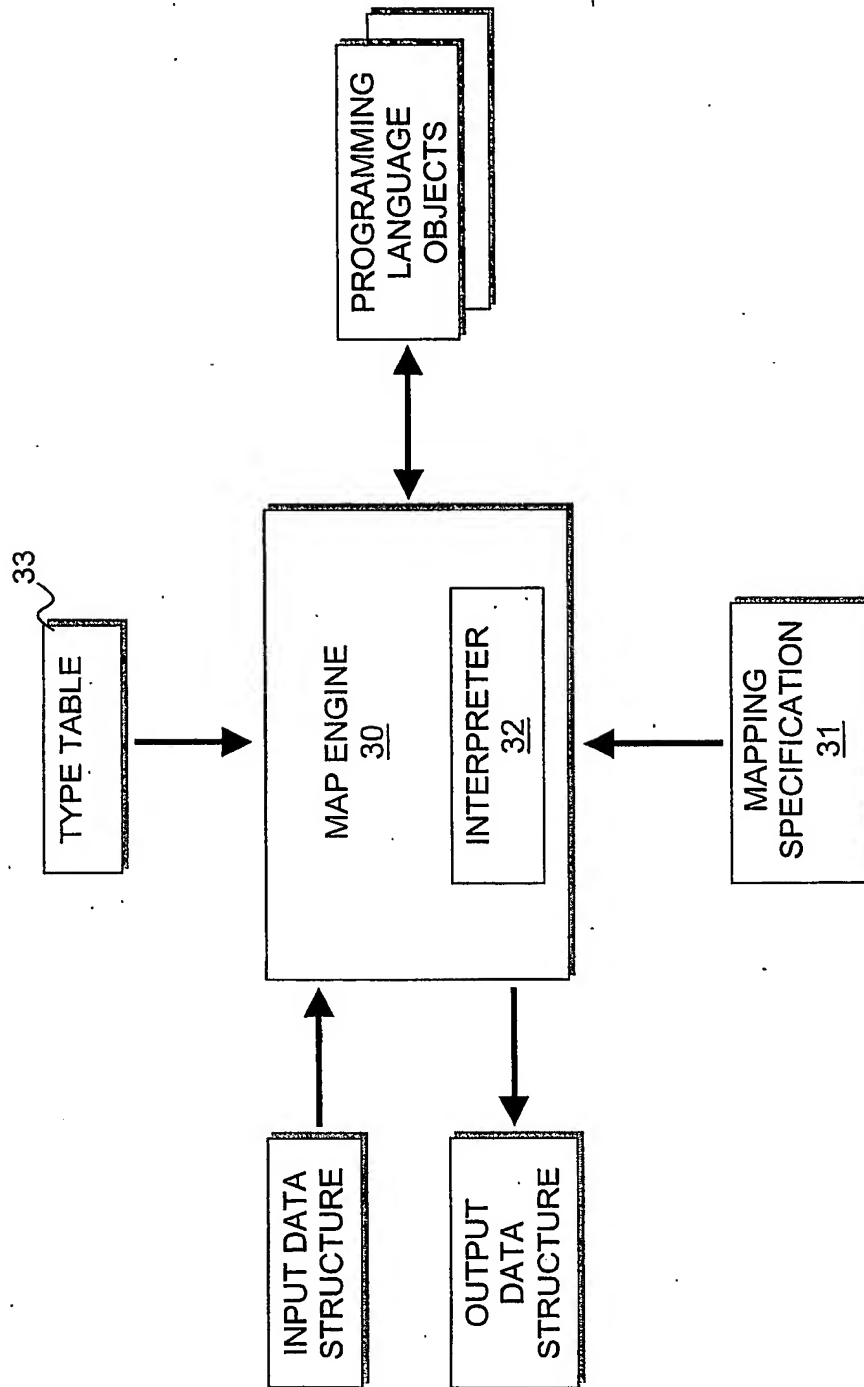 33
TYPE TABLE
INPUT DATA
STRUCTURE
OUTPUT
DATA
STRUCTURE
MAP ENGINE
30
INTERPRETER
32
PROGRAMMING
LANGUAGE
OBJECTS
MAPPING
SPECIFICATION
31